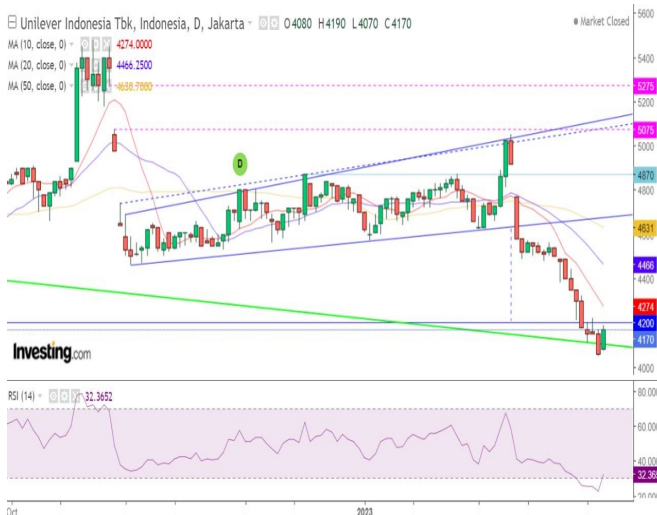 Unilever Indonesia Tbk, Indonesia, D, Jakarta O4080 H4190 L4070 C4170
Market Closed
MA (10, close, 0) 4274.0000
MA (20, close, 0) 4466.2500
MA (50, close, 0)
5600
5275
5200
5075
5000
D
4870
4800
4631
4466
4400
4274
4200
4170
4000
Investing.com
RSI (14) 32.3652
80.000
60.000
40.000
32.365
20.000
Oct
2023